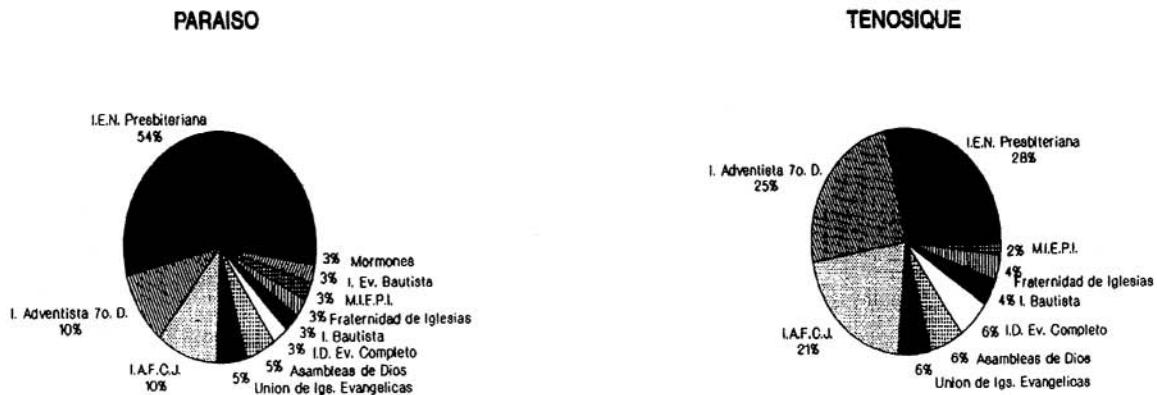 PARAISO
I.E.N. Presbiteriana
54%
I. Adventista 7o. D.
10%
I.A.F.C.J.
10%
5% Union de Igs. Evangelicas
5% Asambleas de Dios
3% I.D. Ev. Completo
3% I. Bautista
3% Fraternidad de Iglesias
3% M.I.E.P.I.
3% I. Ev. Bautista
3% Mormones
TENOSIQUE
I.E.N. Presbiteriana
28%
I. Adventista 7o. D.
25%
I.A.F.C.J.
21%
6% Union de Igs. Evangelicas
6% Asambleas de Dios
6% I.D. Ev. Completo
4% I. Bautista
4% Fraternidad de Iglesias
2% M.I.E.P.I.